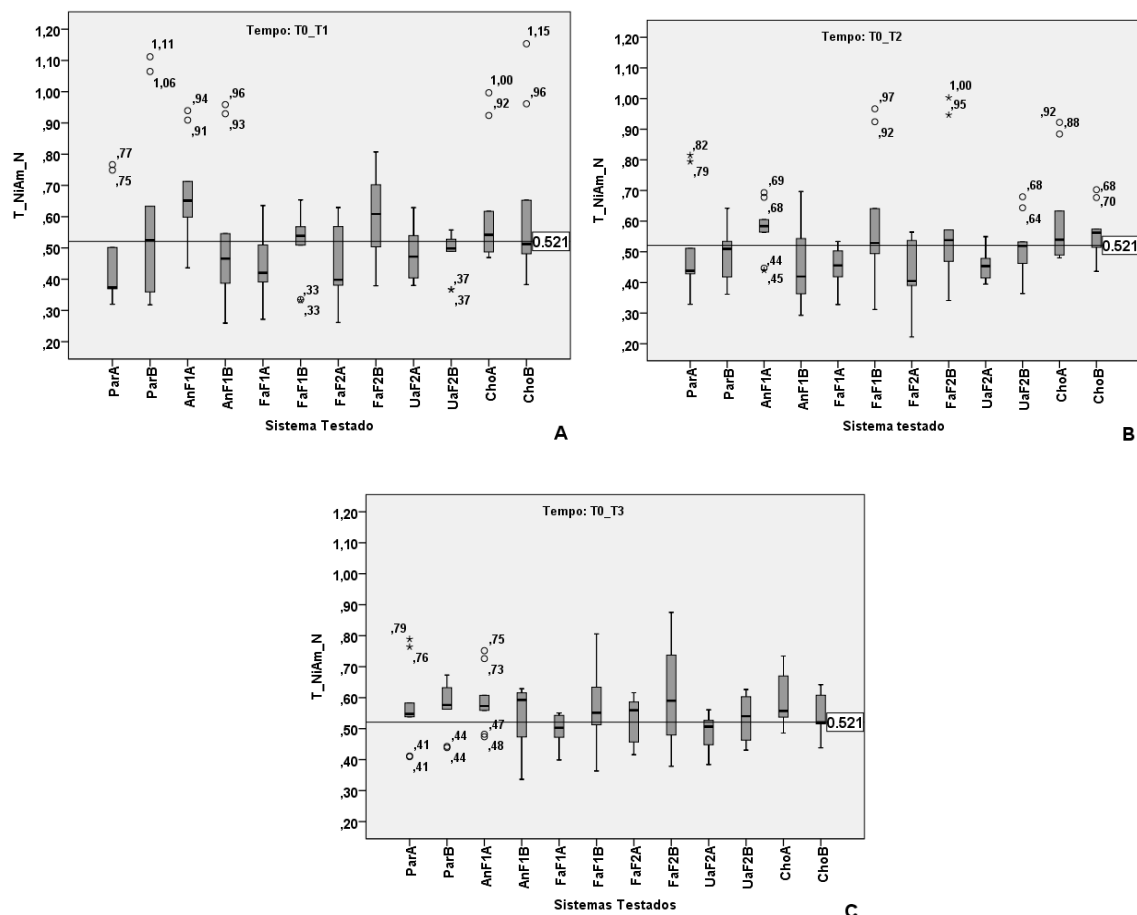 Tempo: T0_T1
T_NiAm_N
1,20
1,10
1,00
,90
,80
,70
,60
,50
,40
,30
,20
,77
,75
1,11
1,06
,94
,91
,96
,93
,33
,33
,37
,37
1,00
,92
1,15
,96
0.521
ParA
ParB
AnF1A
AnF1B
FaF1A
FaF1B
FaF2A
FaF2B
UaF2A
UaF2B
ChoA
ChoB
Sistema Testado
A
Tempo: T0_T2
T_NiAm_N
1,20
1,10
1,00
,90
,80
,70
,60
,50
,40
,30
,20
,82
,79
,69
,68
,44
,45
,97
,92
1,00
,95
,68
,64
,92
,88
,68
,70
0.521
ParA
ParB
AnF1A
AnF1B
FaF1A
FaF1B
FaF2A
FaF2B
UaF2A
UaF2B
ChoA
ChoB
Sistema testado
B
Tempo: T0_T3
T_NiAm_N
1,20
1,10
1,00
,90
,80
,70
,60
,50
,40
,30
,20
,79
,76
,41
,41
,44
,44
,75
,73
,47
,48
0.521
ParA
ParB
AnF1A
AnF1B
FaF1A
FaF1B
FaF2A
FaF2B
UaF2A
UaF2B
ChoA
ChoB
Sistemas Testados
C